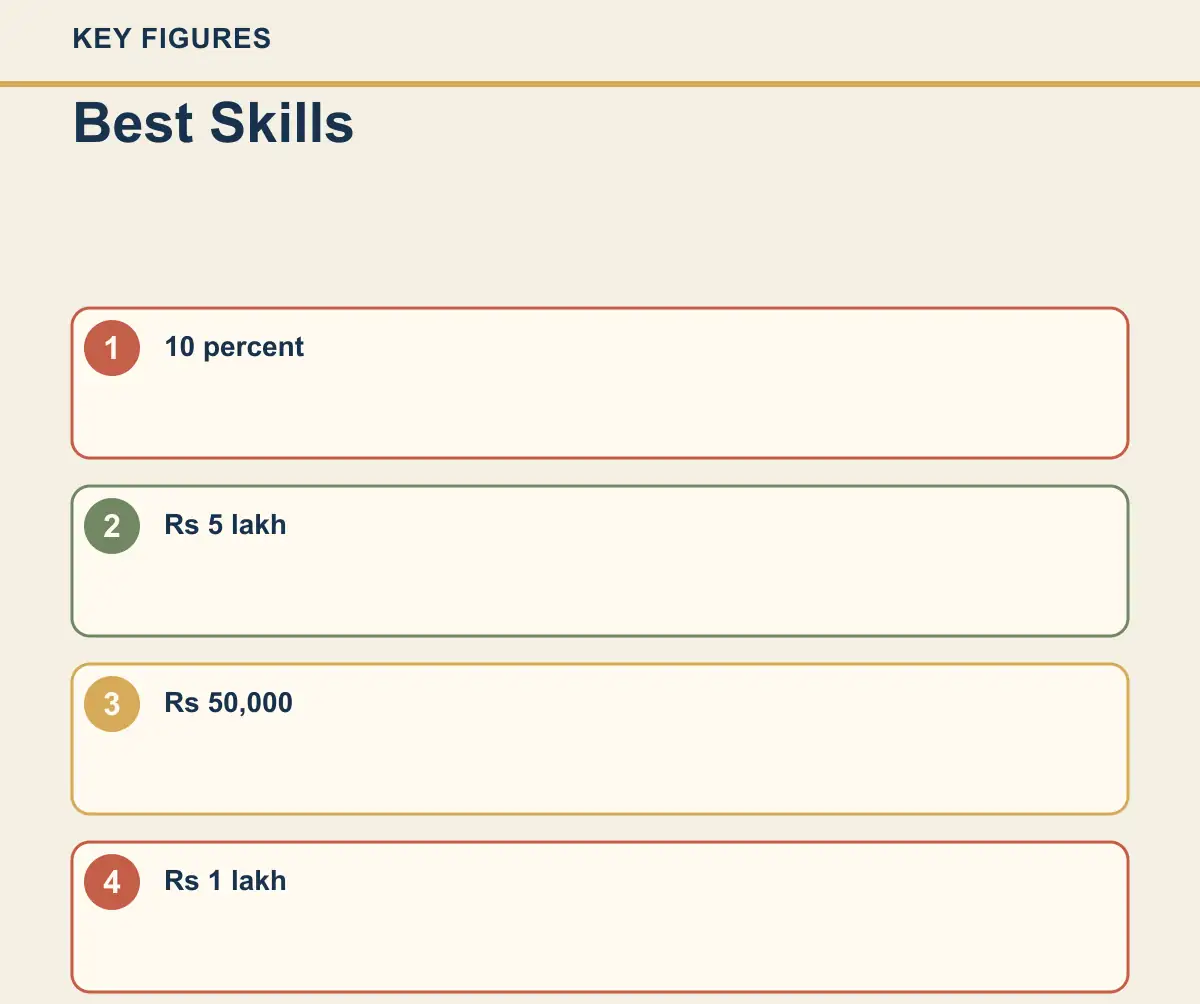 KEY FIGURES
Best Skills
1 10 percent
2 Rs 5 lakh
3 Rs 50,000
4 Rs 1 lakh